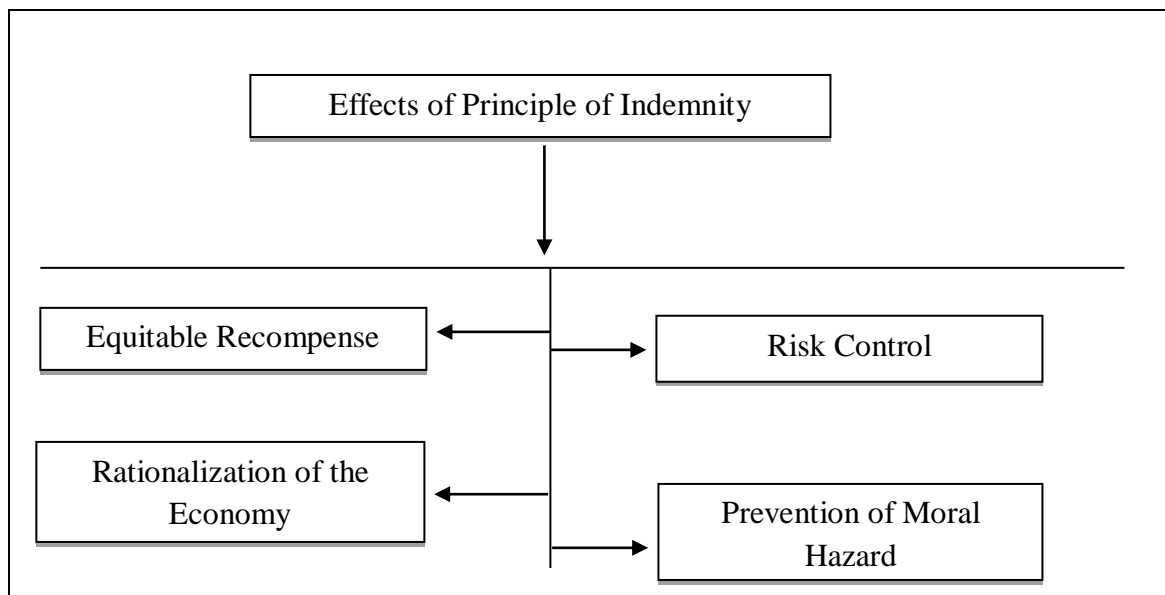 Effects of Principle of Indemnity
Equitable Recompense
Risk Control
Rationalization of the
Economy
Prevention of Moral
Hazard